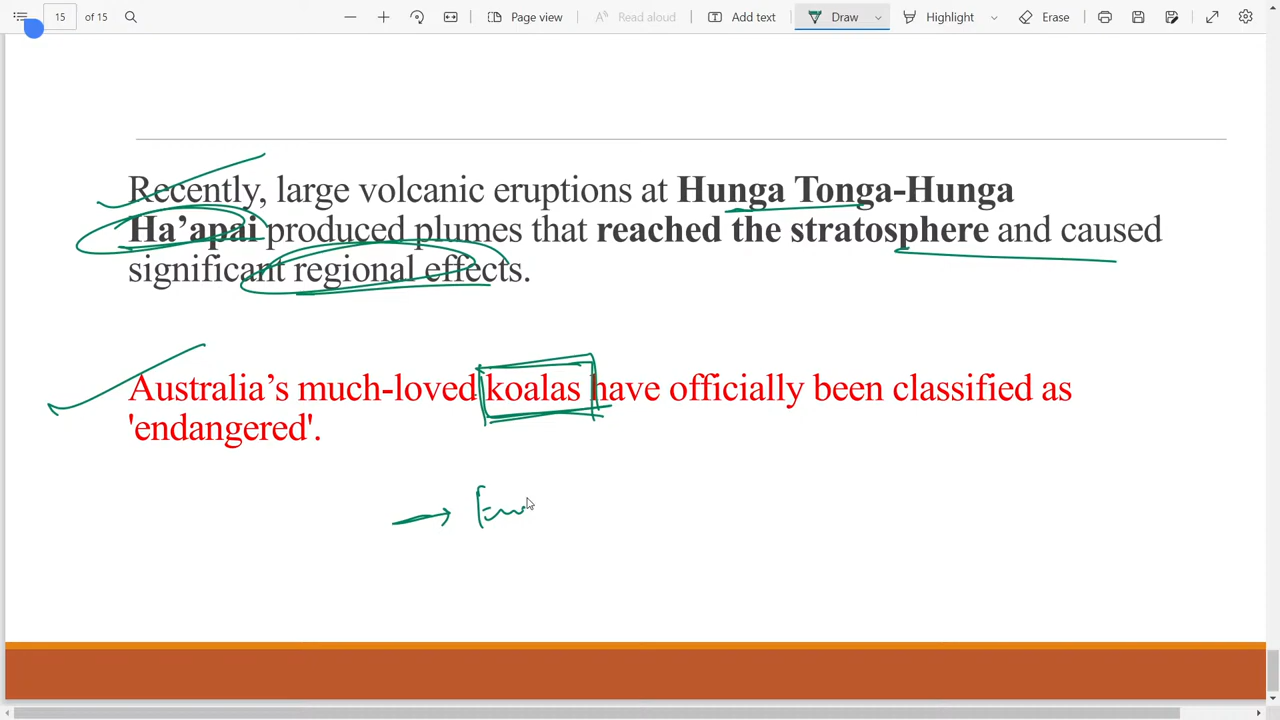 15 of 15 Page view Read aloud Add text Draw Highlight Erase
Recently, large volcanic eruptions at Hunga Tonga-Hunga
Ha’apai produced plumes that reached the stratosphere and caused
significant regional effects.
Australia’s much-loved koalas have officially been classified as
'endangered'.